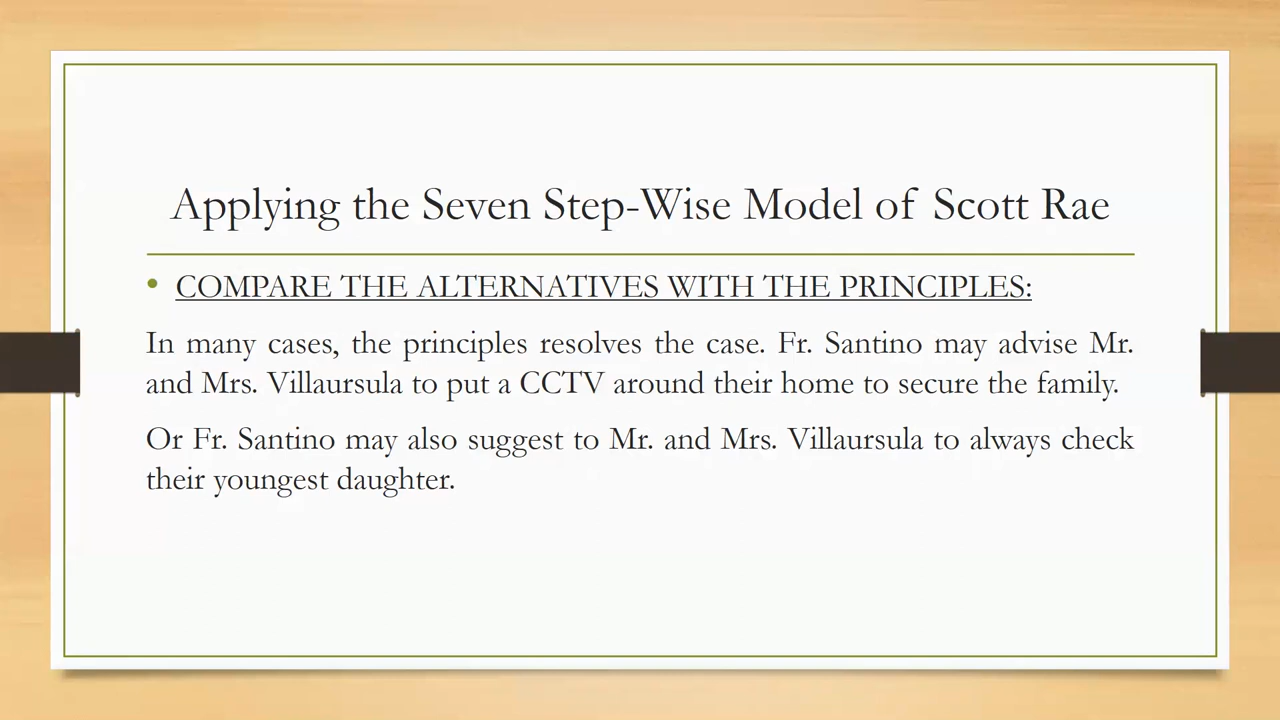 Applying the Seven Step-Wise Model of Scott Rae
• COMPARE THE ALTERNATIVES WITH THE PRINCIPLES:
In many cases, the principles resolves the case. Fr. Santino may advise Mr.
and Mrs. Villaursula to put a CCTV around their home to secure the family.
Or Fr. Santino may also suggest to Mr. and Mrs. Villaursula to always check
their youngest daughter.